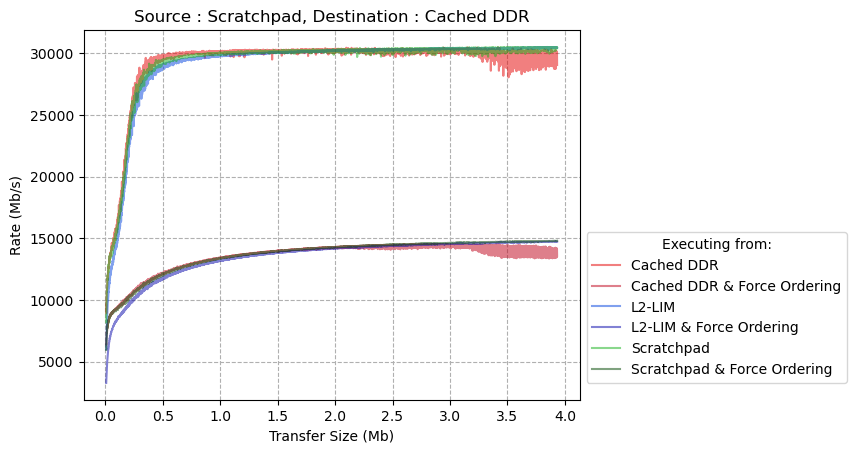 Source : Scratchpad, Destination : Cached DDR
30000
25000
20000
15000
10000
5000
Rate (Mb/s)
0.0 0.5 1.0 1.5 2.0 2.5 3.0 3.5 4.0
Transfer Size (Mb)
Executing from:
Cached DDR
Cached DDR & Force Ordering
L2-LIM
L2-LIM & Force Ordering
Scratchpad
Scratchpad & Force Ordering